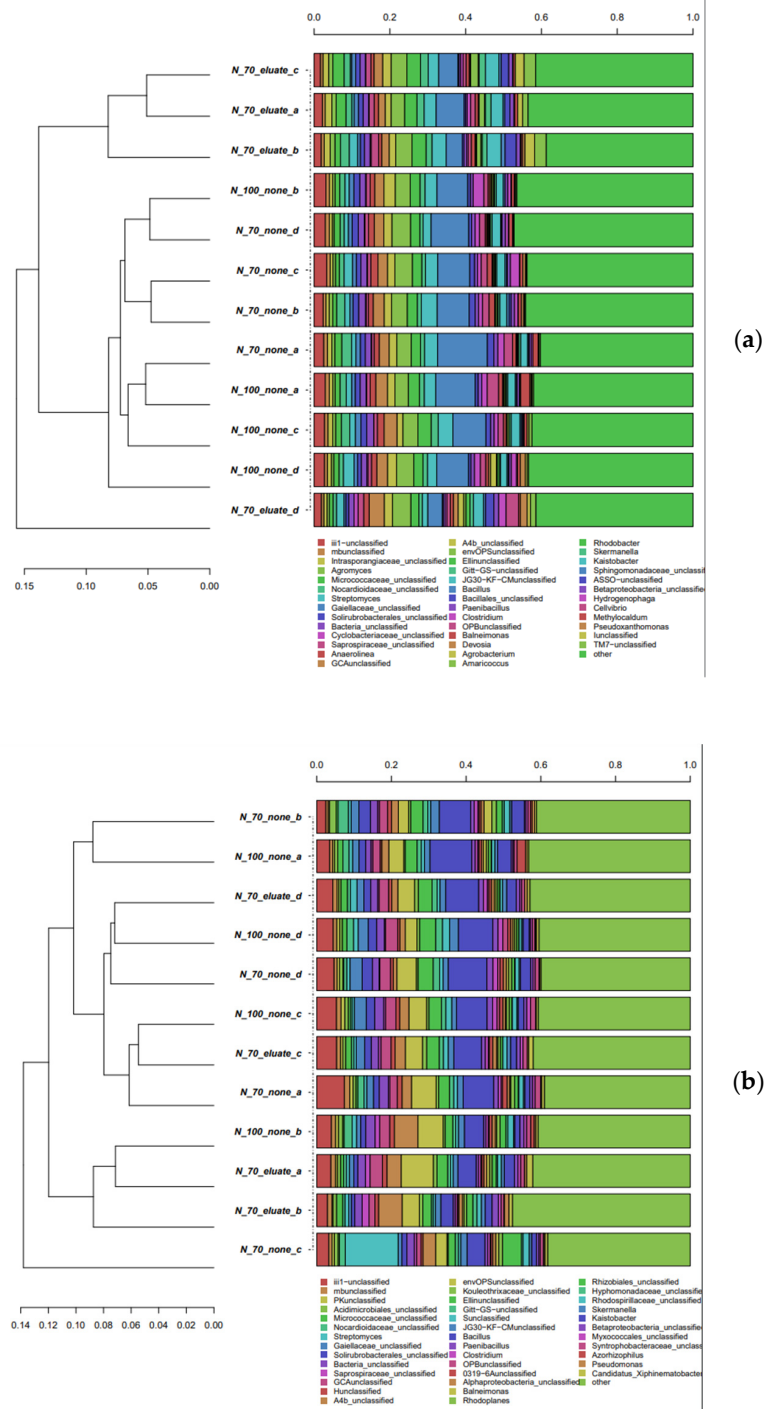 0.0 0.2 0.4 0.6 0.8 1.0
N_70_eluate_c
N_70_eluate_a
N_70_eluate_b
N_100_none_b
N_70_none_d
N_70_none_c
N_70_none_b
N_70_none_a
N_100_none_a
N_100_none_c
N_100_none_d
N_70_eluate_d
(a)
0.15 0.10 0.05 0.00
iii1-unclassified
mbunclassified
Intrasporangiaceae_unclassified
Agromyces
Micrococcaceae_unclassified
Nocardioidaceae_unclassified
Streptomyces
Gaiellaceae_unclassified
Solirubrobacterales_unclassified
Bacteria_unclassified
Cyclobacteriaceae_unclassified
Saprospiraceae_unclassified
Anaerolinea
GCAunclassified
A4b_unclassified
envOPSunclassified
Ellinunclassified
Gitt-GS-unclassified
JG30-KF-CMunclassified
Bacillus
Bacillales_unclassified
Paenibacillus
Clostridium
OPBunclassified
Balneimonas
Devosia
Agrobacterium
Amaricoccus
Rhodobacter
Skermanella
Kaistobacter
Sphingomonadaceae_unclassifi
ASSO-unclassified
Betaproteobacteria_unclassifie
Hydrogenophaga
Cellvibrio
Methylocaldum
Pseudoxanthomonas
Iunclassified
TM7-unclassified
other
0.0 0.2 0.4 0.6 0.8 1.0
N_70_none_b
N_100_none_a
N_70_eluate_d
N_100_none_d
N_70_none_d
N_100_none_c
N_70_eluate_c
N_70_none_a
N_100_none_b
N_70_eluate_a
N_70_eluate_b
N_70_none_c
(b)
0.14 0.12 0.10 0.08 0.06 0.04 0.02 0.00
iii1-unclassified
mbunclassified
PKunclassified
Acidimicrobiales_unclassified
Micrococcaceae_unclassified
Nocardioidaceae_unclassified
Streptomyces
Gaiellaceae_unclassified
Solirubrobacterales_unclassified
Bacteria_unclassified
Saprospiraceae_unclassified
GCAunclassified
Hunclassified
A4b_unclassified
envOPSunclassified
Kouleothrixaceae_unclassified
Ellinunclassified
Gitt-GS-unclassified
Sunclassified
JG30-KF-CMunclassified
Bacillus
Paenibacillus
Clostridium
OPBunclassified
0319-6Aunclassified
Alphaproteobacteria_unclassified
Balneimonas
Rhodoplanes
Rhizobiales_unclassified
Hyphomonadaceae_unclassified
Rhodospirillaceae_unclassified
Skermanella
Kaistobacter
Betaproteobacteria_unclassifie
Myxococcales_unclassified
Syntrophobacteraceae_unclass
Azorhizophilus
Pseudomonas
Candidatus_Xiphinematobacte
other